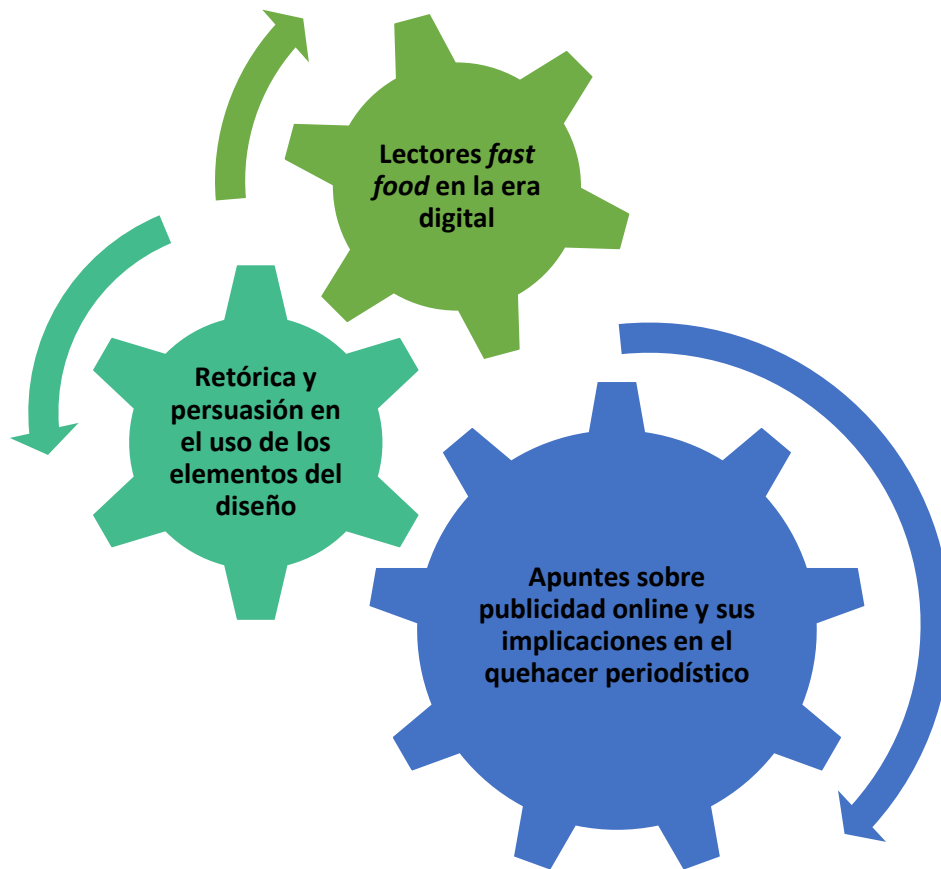 Lectores fast
food en la era
digital
Retórica y
persuasión en
el uso de los
elementos del
diseño
Apuntes sobre
publicidad online y sus
implicaciones en el
quehacer periodístico